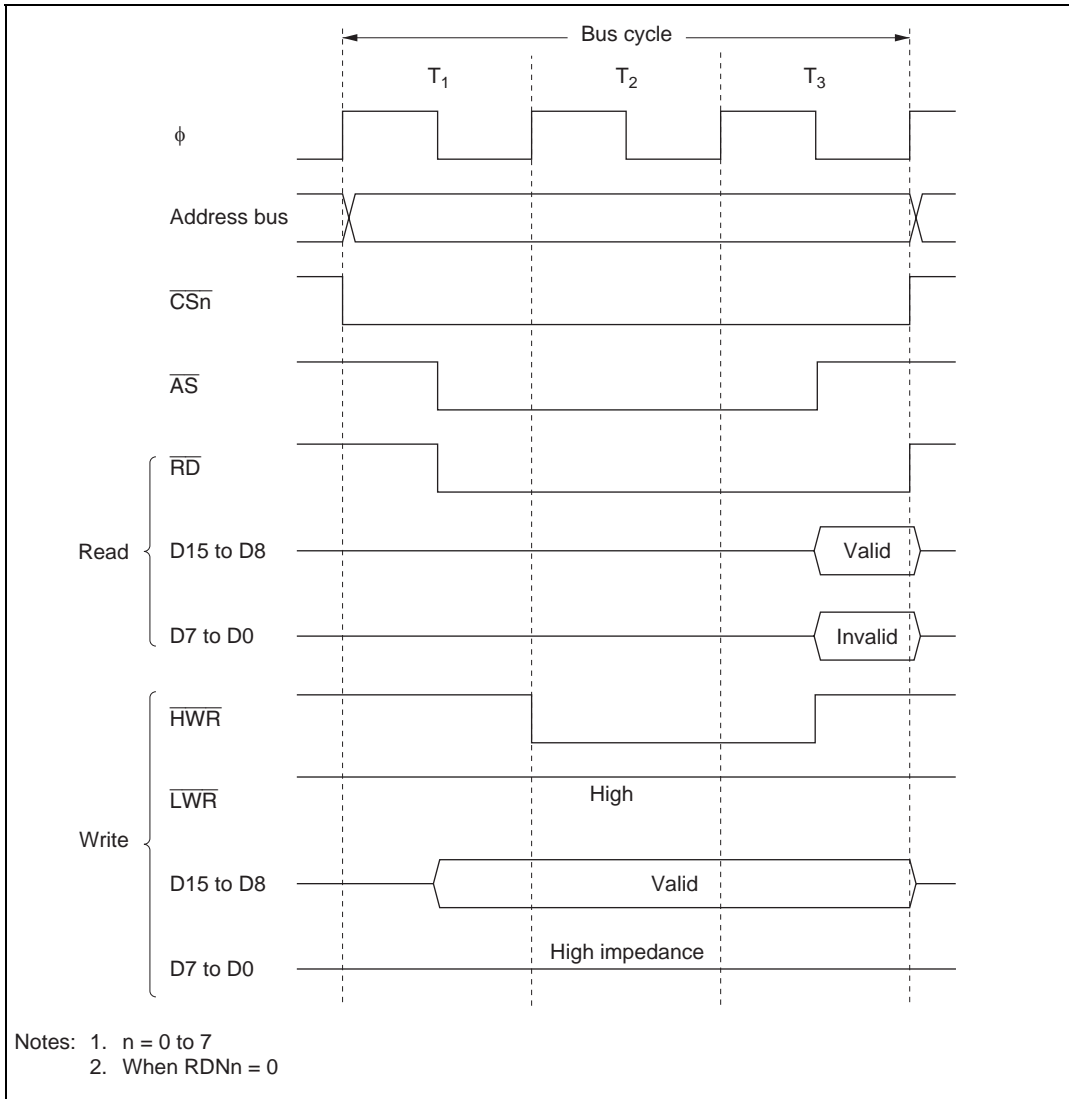 Bus cycle
T1 T2 T3
ϕ
Address bus
CSn
AS
RD
Read
D15 to D8 Valid
D7 to D0 Invalid
HWR
LWR High
Write
D15 to D8 Valid
D7 to D0 High impedance
Notes: 1. n = 0 to 7
2. When RDNn = 0